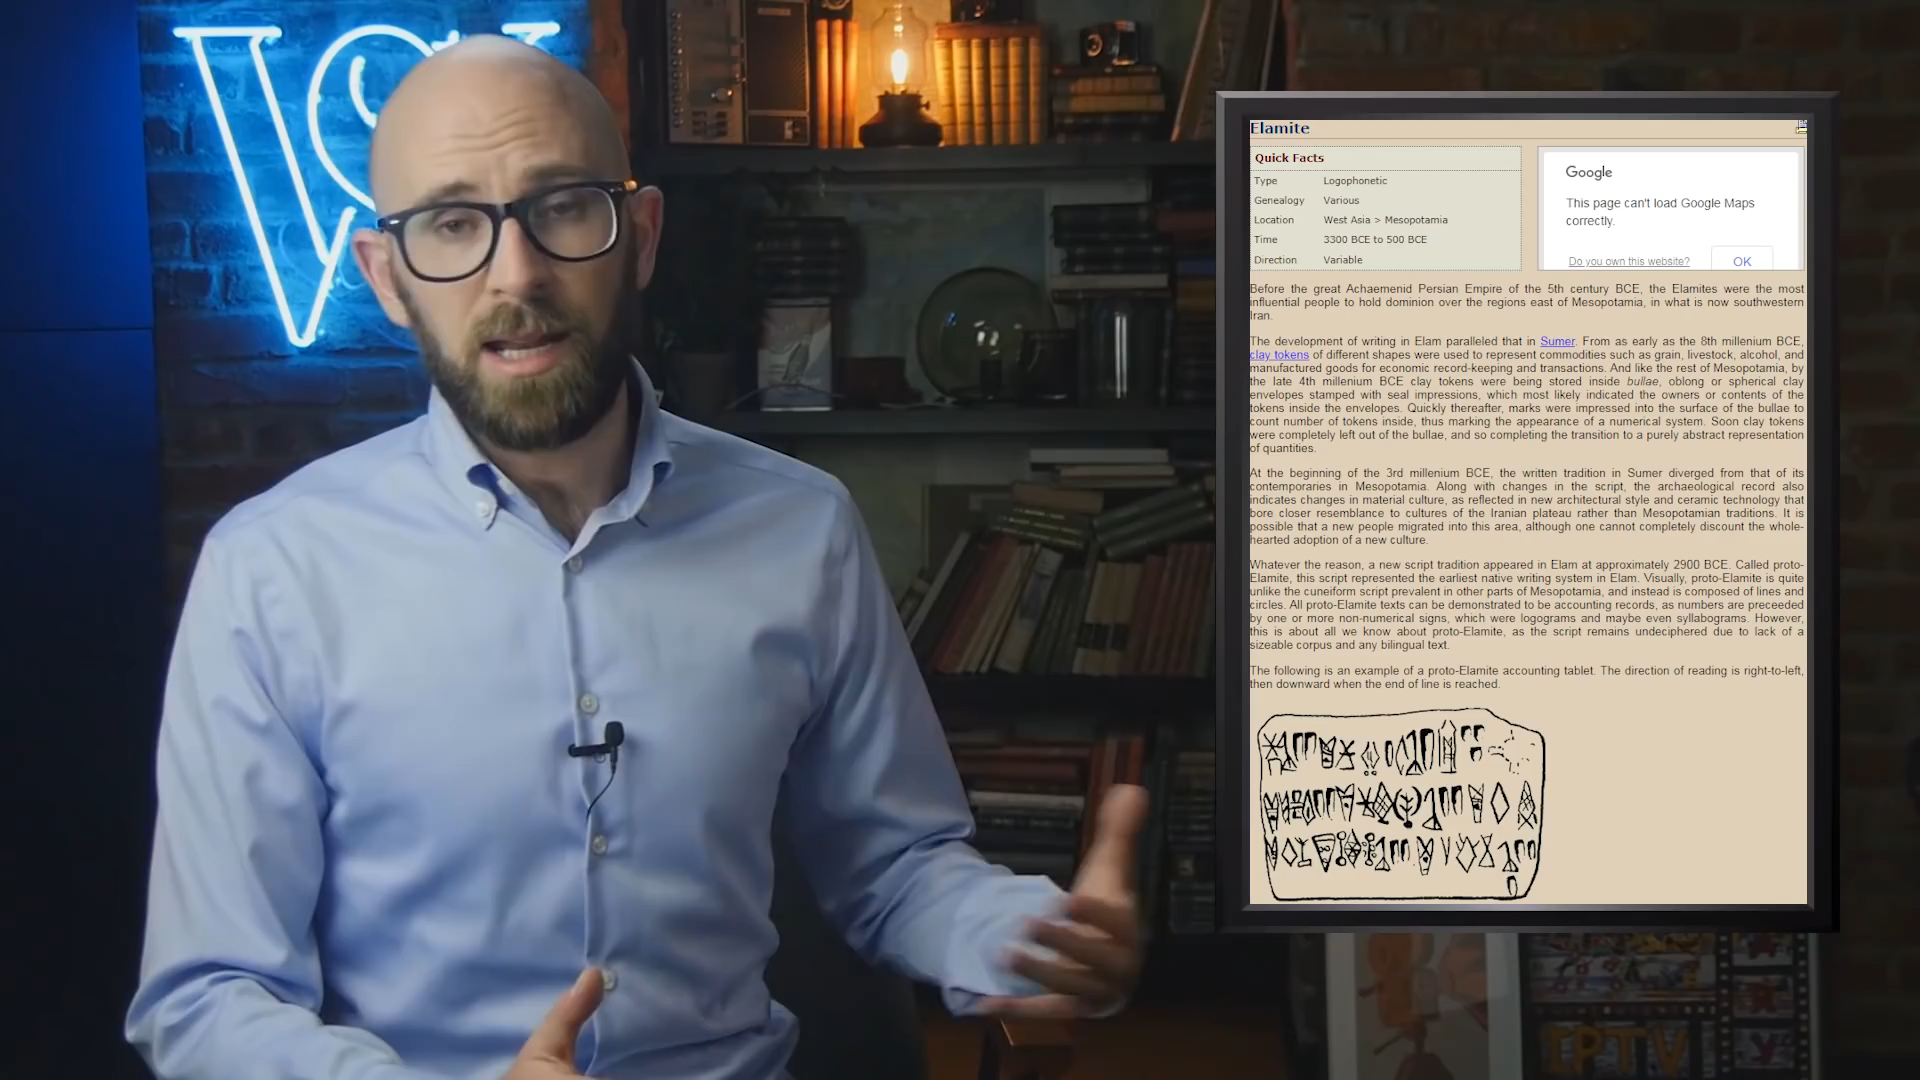 Elamite
Quick Facts
Type Logophonetic
Genealogy Various
Location West Asia > Mesopotamia
Time 3300 BCE to 500 BCE
Direction Variable
Google
This page can't load Google Maps
correctly.
Do you own this website? OK
Before the great Achaemenid Persian Empire of the 5th century BCE, the Elamites were the most
influential people to hold dominion over the regions east of Mesopotamia, in what is now southwestern
Iran.
The development of writing in Elam paralleled that in Sumer. From as early as the 8th millenium BCE,
clay tokens of different shapes were used to represent commodities such as grain, livestock, alcohol, and
manufactured goods for economic record-keeping and transactions. And like the rest of Mesopotamia, by
the late 4th millenium BCE clay tokens were being stored inside bullae, oblong or spherical clay
envelopes stamped with seal impressions, which most likely indicated the owners or contents of the
tokens inside the envelopes. Quickly thereafter, marks were impressed into the surface of the bullae to
count number of tokens inside, thus marking the appearance of a numerical system. Soon clay tokens
were completely left out of the bullae, and so completing the transition to a purely abstract representation
of quantities.
At the beginning of the 3rd millenium BCE, the written tradition in Sumer diverged from that of its
contemporaries in Mesopotamia. Along with changes in the script, the archaeological record also
indicates changes in material culture, as reflected in new architectural style and ceramic technology that
bore closer resemblance to cultures of the Iranian plateau rather than Mesopotamian traditions. It is
possible that a new people migrated into this area, although one cannot completely discount the whole-
hearted adoption of a new culture.
Whatever the reason, a new script tradition appeared in Elam at approximately 2900 BCE. Called proto-
Elamite, this script represented the earliest native writing system in Elam. Visually, proto-Elamite is quite
unlike the cuneiform script prevalent in other parts of Mesopotamia, and instead is composed of lines and
circles. All proto-Elamite texts can be demonstrated to be accounting records, as numbers are preceeded
by one or more non-numerical signs, which were logograms and maybe even syllabograms. However,
this is about all we know about proto-Elamite, as the script remains undeciphered due to lack of a
sizeable corpus and any bilingual text.
The following is an example of a proto-Elamite accounting tablet. The direction of reading is right-to-left,
then downward when the end of line is reached.